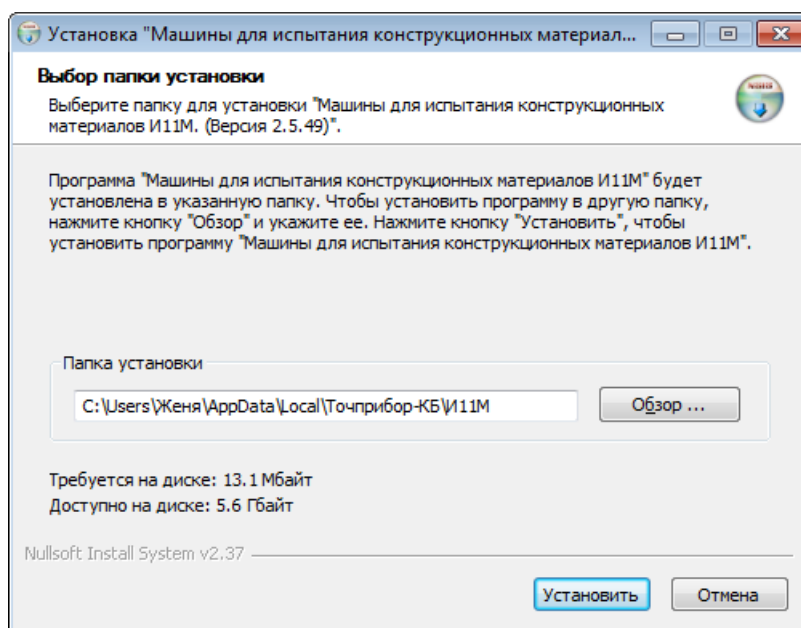 Установка "Машины для испытания конструкционных материал...
Выбор папки установки
Выберите папку для установки "Машины для испытания конструкционных
материалов И11М. (Версия 2.5.49)".
Программа "Машины для испытания конструкционных материалов И11М" будет
установлена в указанную папку. Чтобы установить программу в другую папку,
нажмите кнопку "Обзор" и укажите ее. Нажмите кнопку "Установить", чтобы
установить программу "Машины для испытания конструкционных материалов И11М".
Папка установки
C:\Users\Женя\AppData\Local\Точприбор-КБ\И11М
Обзор ...
Требуется на диске: 13.1 Мбайт
Доступно на диске: 5.6 Гбайт
Nullsoft Install System v2.37
Установить
Отмена